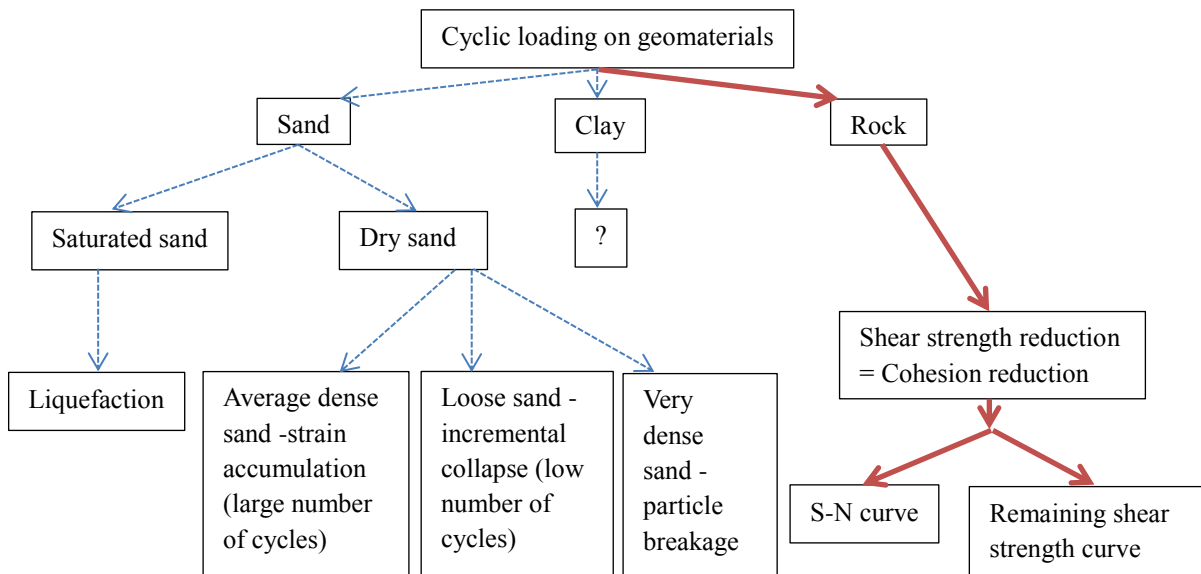 Cyclic loading on geomaterials
Sand
Clay
Rock
Saturated sand
Dry sand
?
Shear strength reduction
= Cohesion reduction
Liquefaction
Average dense
sand -strain
accumulation
(large number
of cycles)
Loose sand -
incremental
collapse (low
number of
cycles)
Very
dense
sand -
particle
breakage
S-N curve
Remaining shear
strength curve